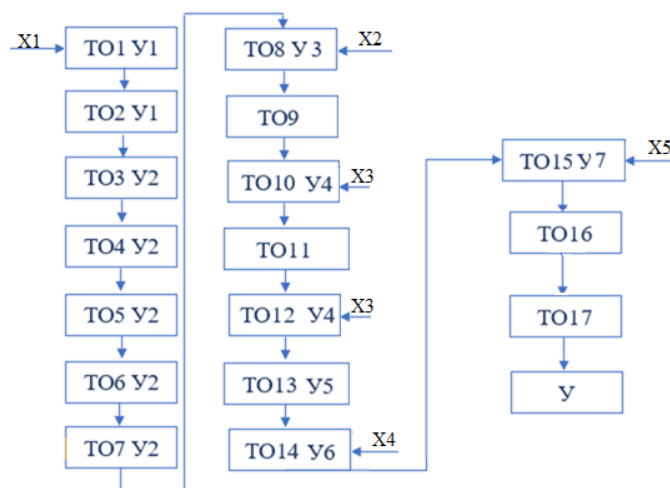 X1
ТО1 У1
ТО2 У1
ТО3 У2
ТО4 У2
ТО5 У2
ТО6 У2
ТО7 У2
ТО8 У 3
X2
ТО9
ТО10 У4
X3
ТО11
ТО12 У4
X3
ТО13 У5
ТО14 У6
X4
ТО15 У7
X5
ТО16
ТО17
У